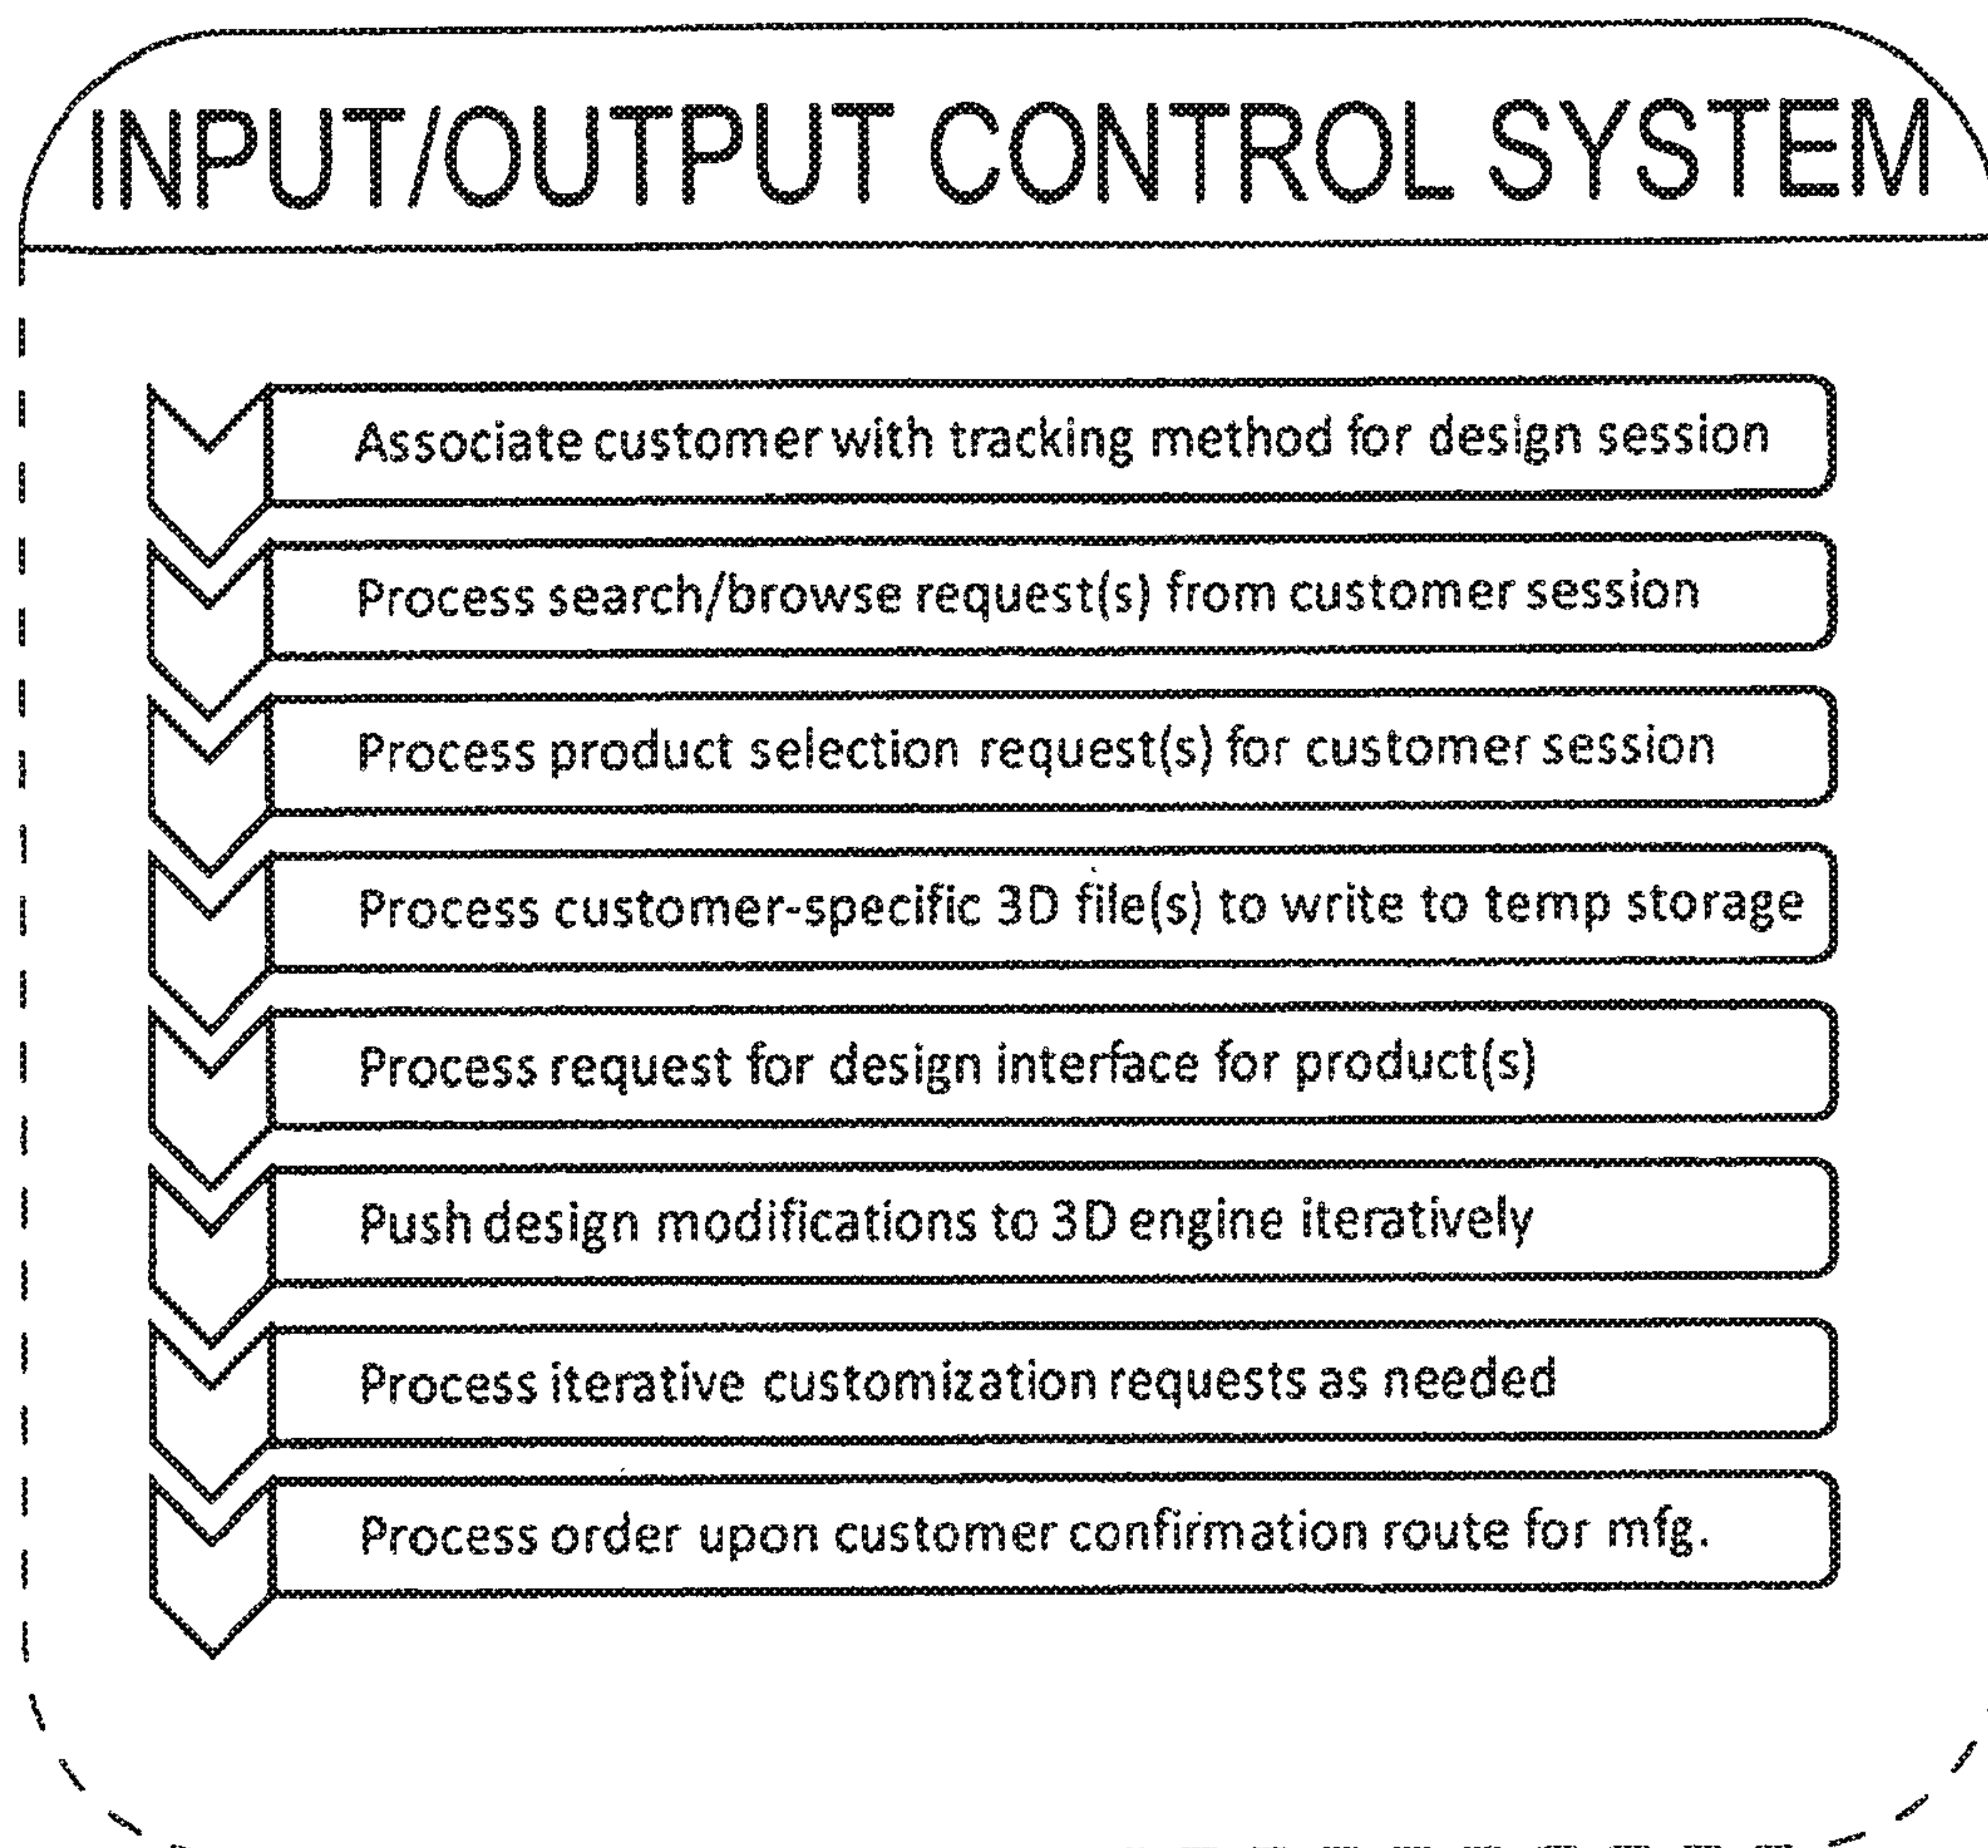 INPUT/OUTPUT CONTROL SYSTEM
Associate customer with tracking method for design session
Process search/browse request(s) from customer session
Process product selection request(s) for customer session
Process customer-specific 3D file(s) to write to temp storage
Process request for design interface for product(s)
Push design modifications to 3D engine iteratively
Process iterative customization requests as needed
Process order upon customer confirmation route for mfg.